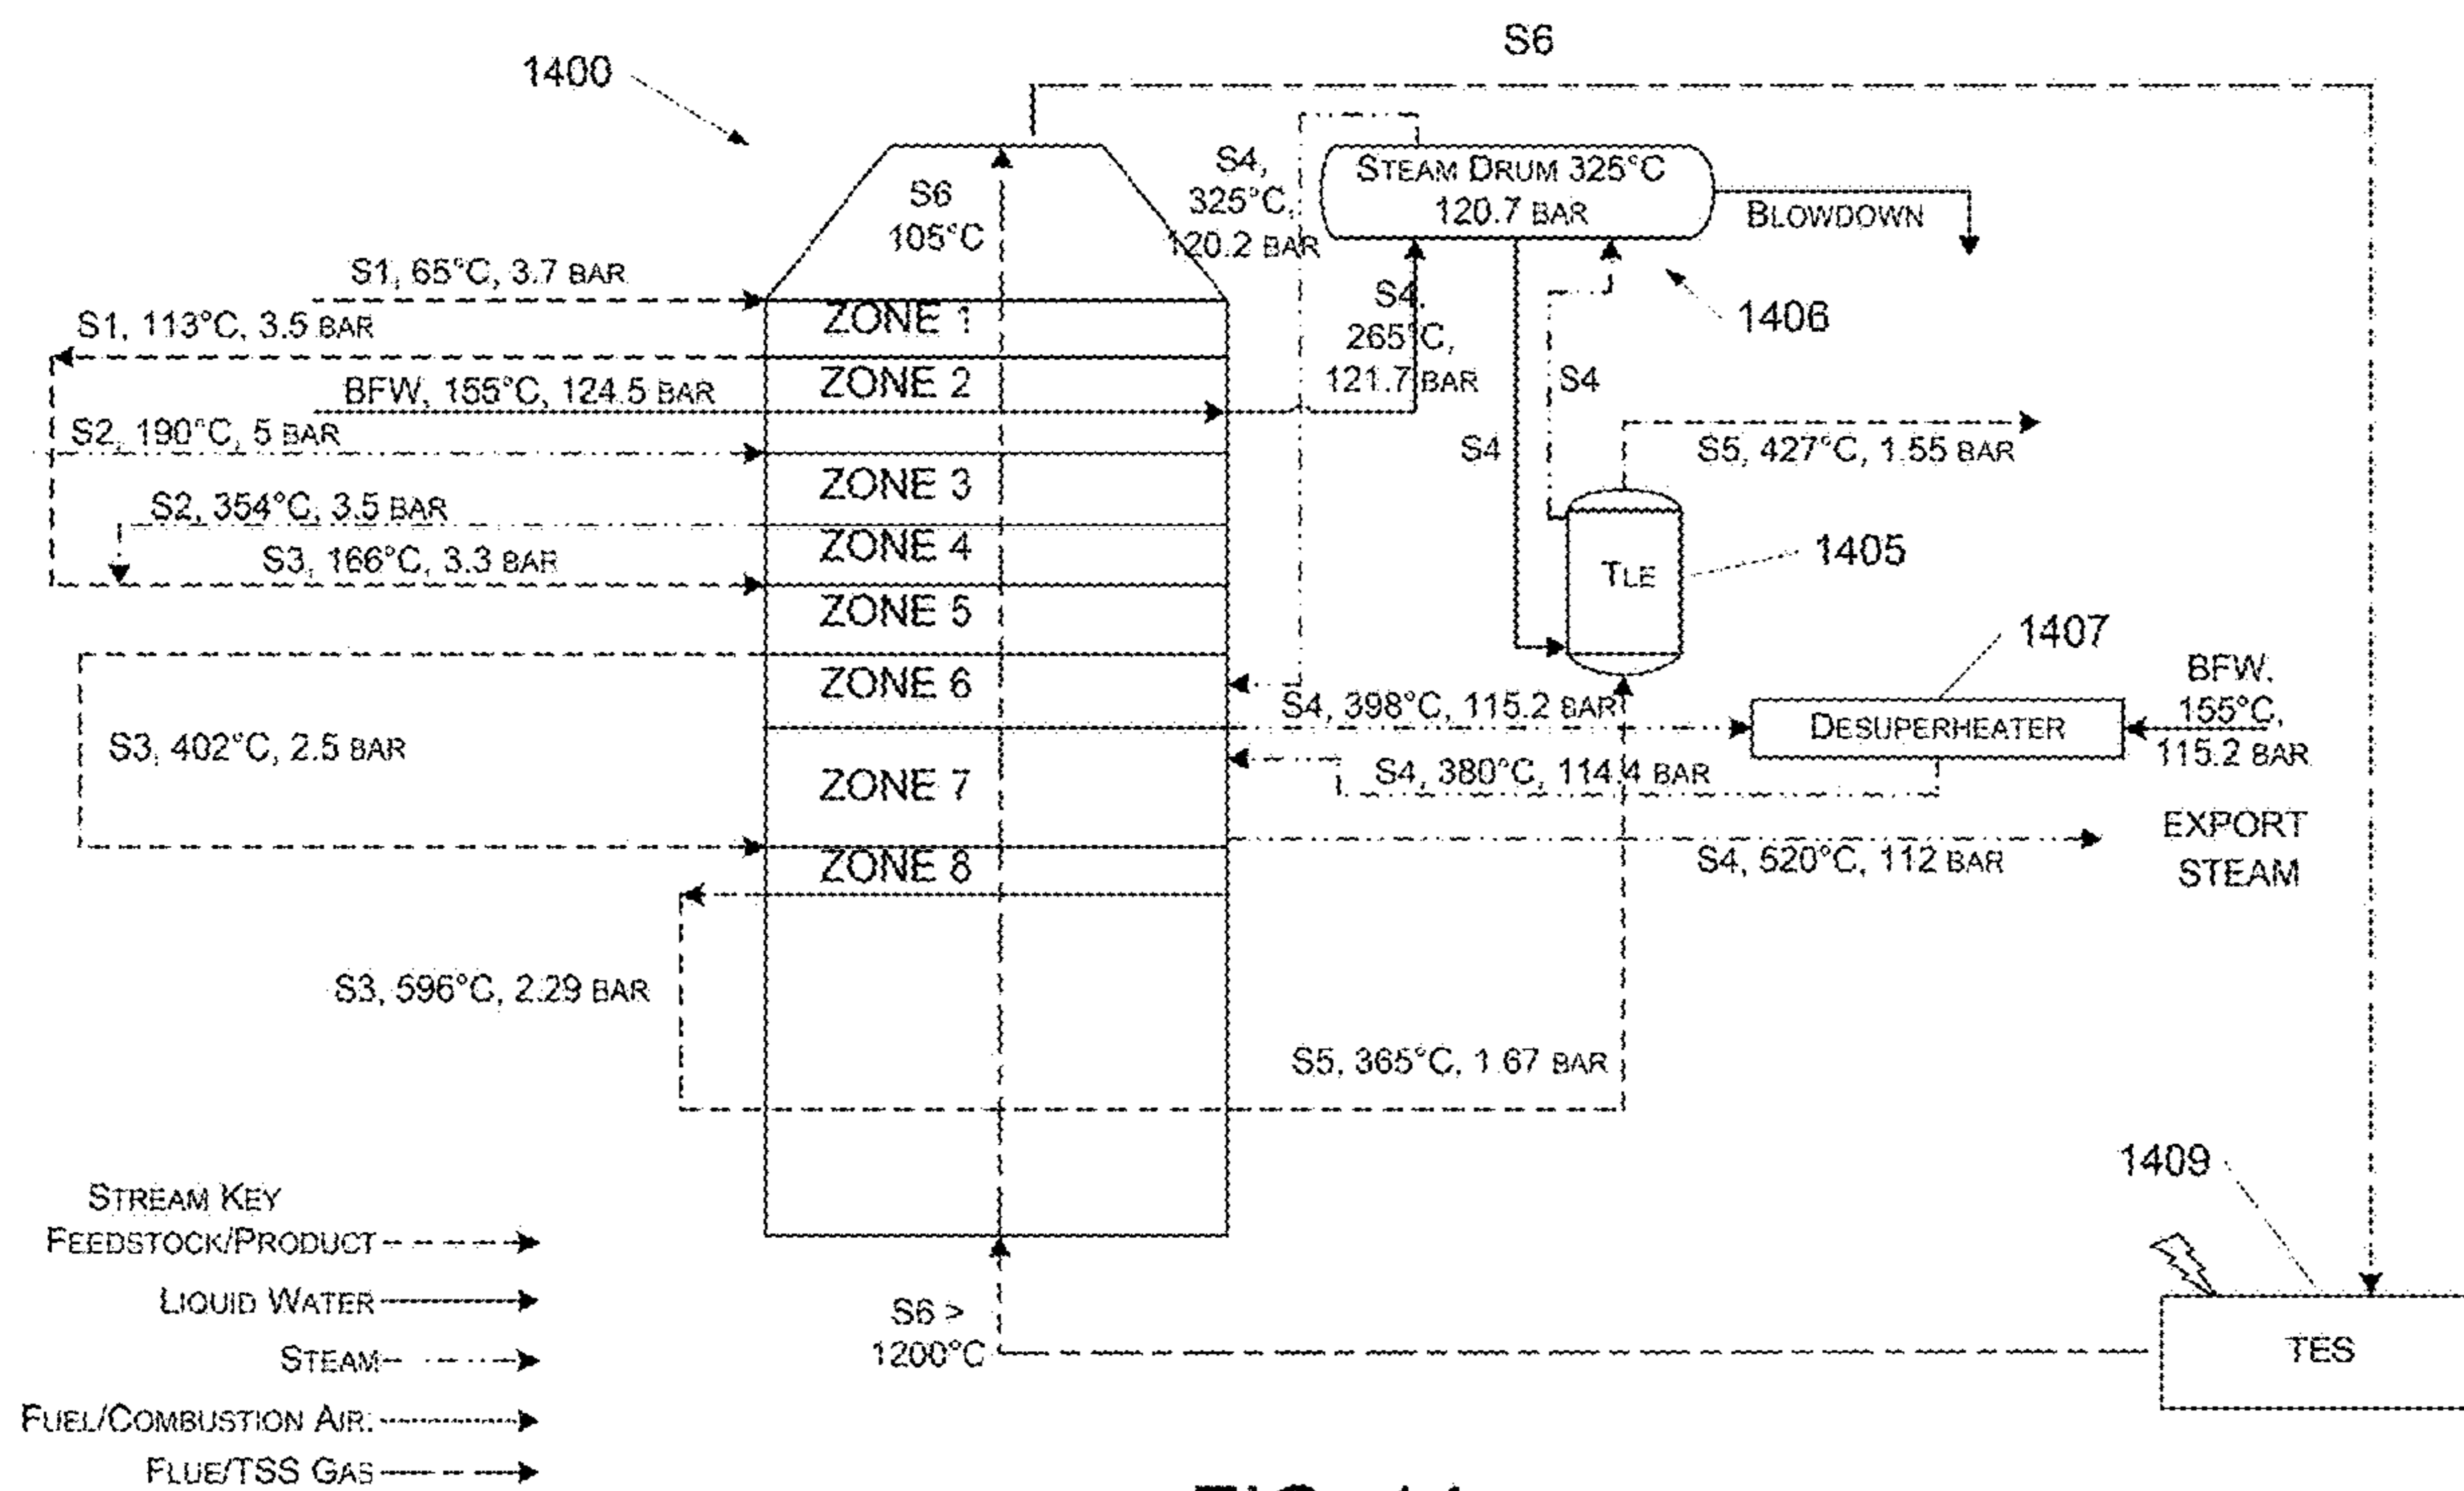 S6
1400
S6
105°C
S4,
325°C,
120.2 BAR
STEAM DRUM 325°C
120.7 BAR
BLOWDOWN
1406
S1, 65°C, 3.7 BAR
S1, 113°C, 3.5 BAR
ZONE 1
ZONE 2
BFW, 155°C, 124.5 BAR
S4.
265°C,
121.7 BAR
S4
S4
S2, 190°C, 5 BAR
S5, 427°C, 1.55 BAR
ZONE 3
S2, 354°C, 3.5 BAR
ZONE 4
S3, 166°C, 3.3 BAR
TLE
1405
ZONE 5
1407
ZONE 6
BFW.
155°C,
115.2 BAR
S4, 398°C, 115.2 BAR
DESUPERHEATER
S3, 402°C, 2.5 BAR
ZONE 7
S4, 380°C, 114.4 BAR
EXPORT
STEAM
ZONE 8
S4, 520°C, 112 BAR
S3, 596°C, 2.29 BAR
S5, 365°C, 1.67 BAR
1409
STREAM KEY
FEEDSTOCK/PRODUCT
LIQUID WATER
STEAM
FUEL/COMBUSTION AIR.
FLUE/TSS GAS
S6 >
1200°C
TES